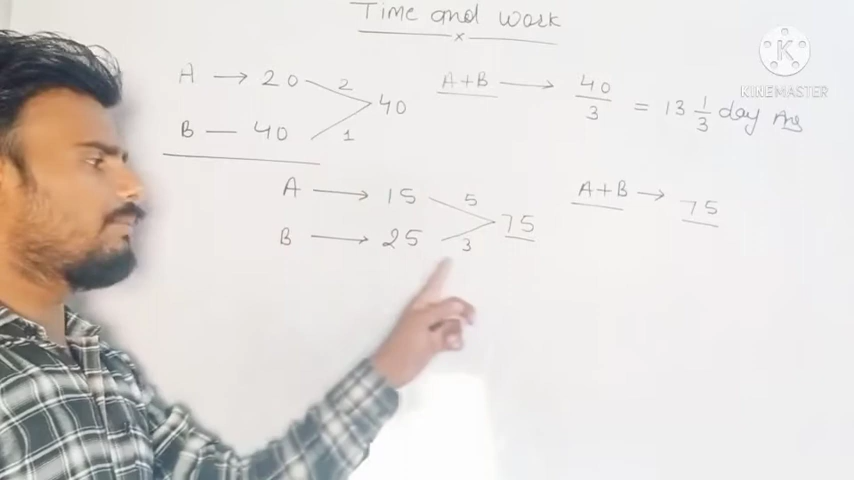 Time and work
x
A → 20 2 40 A+B → 40/3 = 13 1/3 day Ans
B — 40 1
A → 15 5 75 A+B → 75
B → 25 3
K
KINEMASTER